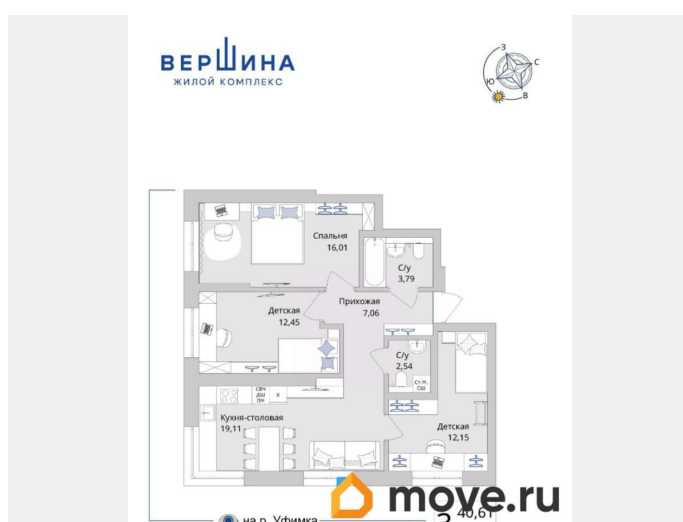 ВЕРШИНА
ЖИЛОЙ КОМПЛЕКС
З
С
Ю
В
Спальня
16,01
С/у
3,79
Прихожая
7,06
Детская
12,45
С/у
2,54
Ст.М.
СШ
СВЧ
ДШ
ПМ
Х
Кухня-столовая
19,11
Детская
12,15
move.ru
40,61
на р. Уфимка